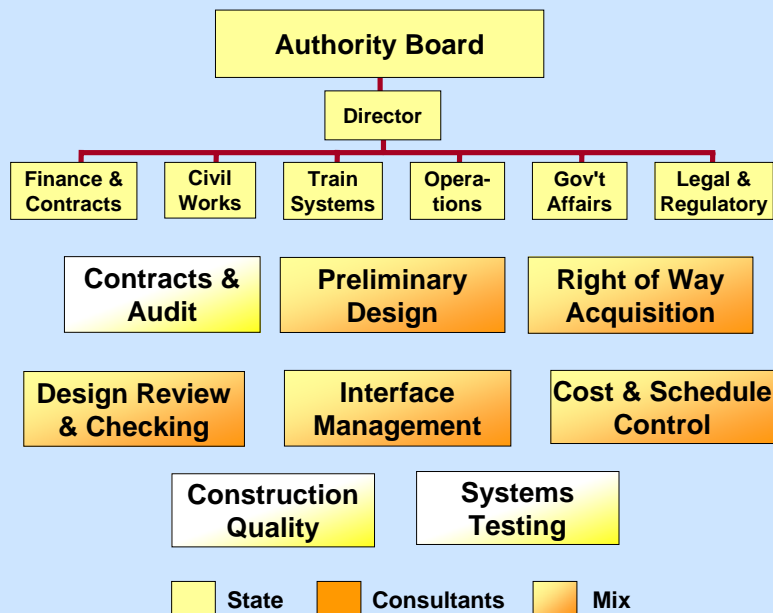 Authority Board
Director
Finance &
Contracts
Civil
Works
Train
Systems
Opera-
tions
Gov't
Affairs
Legal &
Regulatory
Contracts &
Audit
Preliminary
Design
Right of Way
Acquisition
Design Review
& Checking
Interface
Management
Cost & Schedule
Control
Construction
Quality
Systems
Testing
State
Consultants
Mix